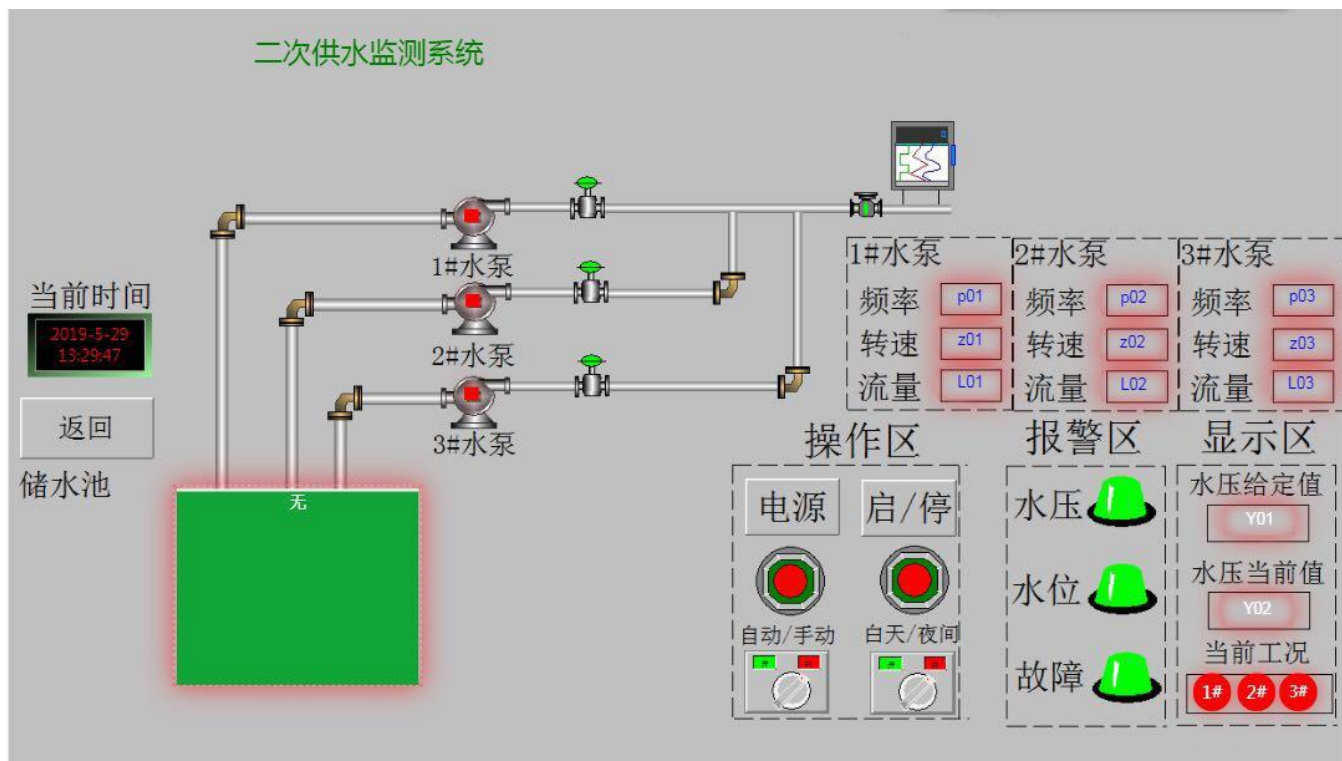 二次供水监测系统
1#水泵
2#水泵
3#水泵
当前时间
2019-5-29
13:29:47
返回
储水池
无
1#水泵
频率 p01
转速 z01
流量 L01
2#水泵
频率 p02
转速 z02
流量 L02
3#水泵
频率 p03
转速 z03
流量 L03
操作区
电源
启/停
自动/手动
白天/夜间
报警区
水压
水位
故障
显示区
水压给定值
Y01
水压当前值
Y02
当前工况
1# 2# 3#